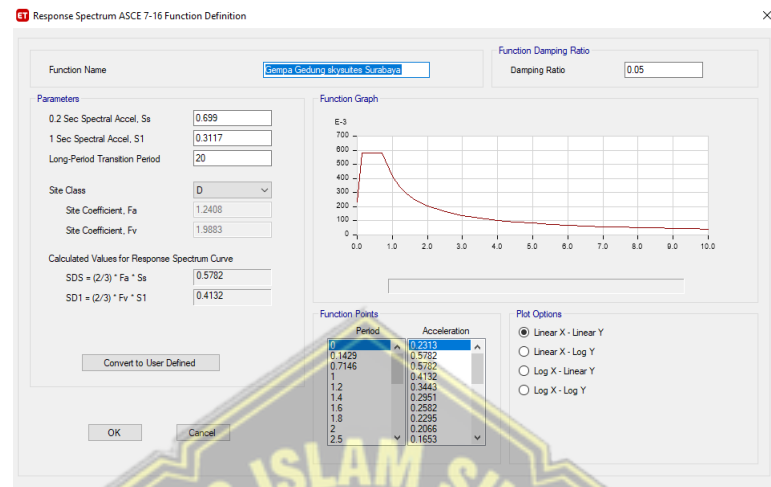 ET Response Spectrum ASCE 7-16 Function Definition
Function Name Gempa Gedung skysuites Surabaya
Function Damping Ratio
Damping Ratio 0.05
Parameters
0.2 Sec Spectral Accel, Ss 0.699
1 Sec Spectral Accel, S1 0.3117
Long-Period Transition Period 20
Site Class D
Site Coefficient, Fa 1.2408
Site Coefficient, Fv 1.9883
Calculated Values for Response Spectrum Curve
SDS = (2/3) * Fa * Ss 0.5782
SD1 = (2/3) * Fv * S1 0.4132
Convert to User Defined
OK Cancel
Function Graph
E-3
700
600
500
400
300
200
100
0
0.0 1.0 2.0 3.0 4.0 5.0 6.0 7.0 8.0 9.0 10.0
Function Points
Period Acceleration
0 0.2313
0.1429 0.5782
0.7146 0.5782
1 0.4132
1.2 0.3443
1.4 0.2951
1.6 0.2582
1.8 0.2295
2 0.2066
2.5 0.1653
Plot Options
Linear X - Linear Y
Linear X - Log Y
Log X - Linear Y
Log X - Log Y
ISLAM